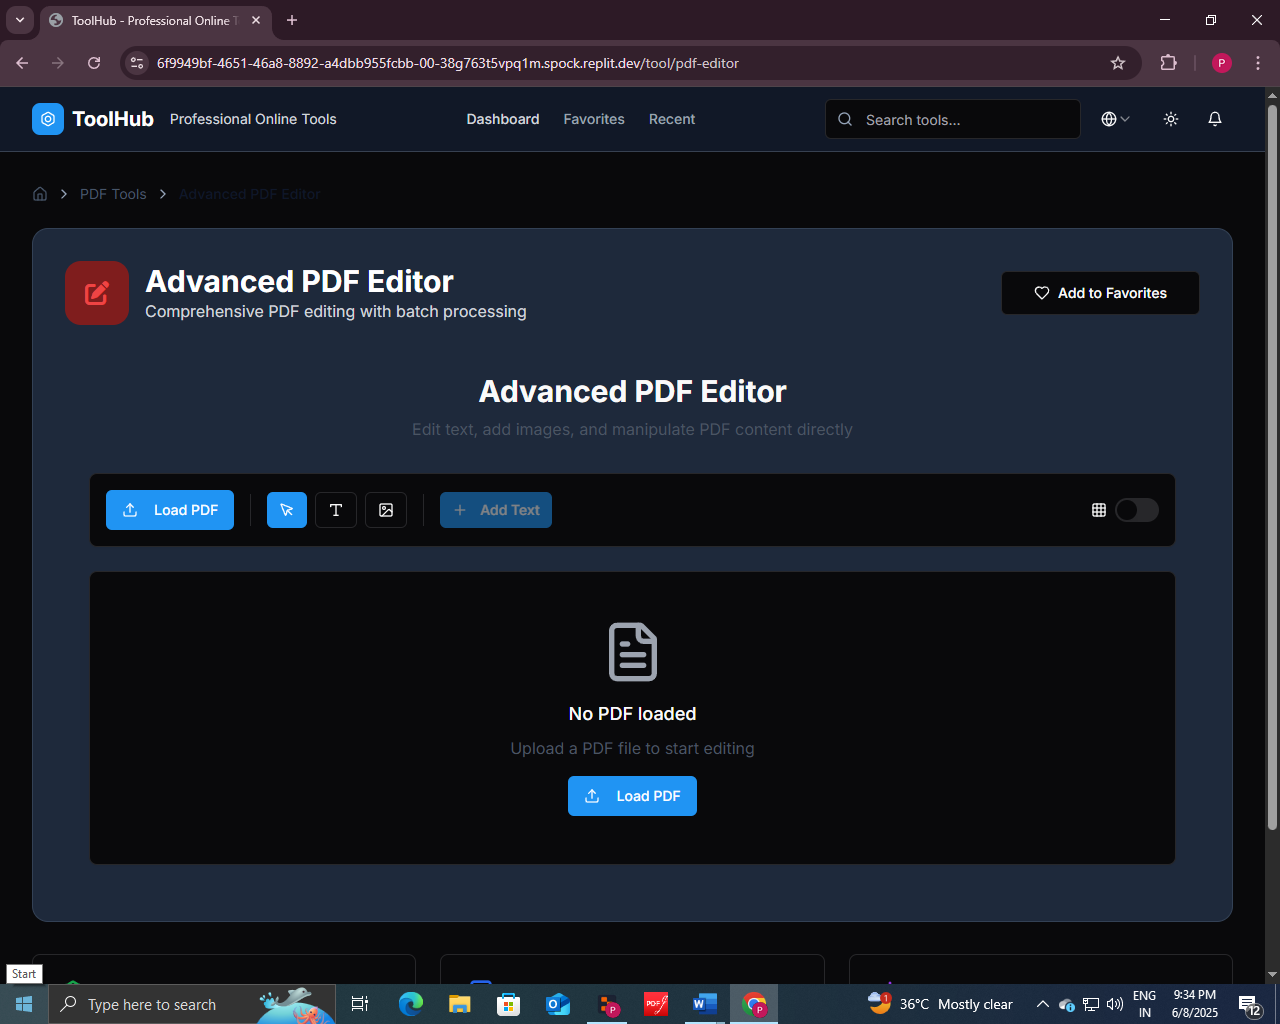 ToolHub - Professional Online T
6f9949bf-4651-46a8-8892-a4dbb955fcbb-00-38g763t5vpq1m.spock.replit.dev/tool/pdf-editor
P
ToolHub Professional Online Tools Dashboard Favorites Recent Search tools...
PDF Tools Advanced PDF Editor
Advanced PDF Editor
Comprehensive PDF editing with batch processing
Add to Favorites
Advanced PDF Editor
Edit text, add images, and manipulate PDF content directly
Load PDF T Add Text
No PDF loaded
Upload a PDF file to start editing
Load PDF
Start
Type here to search
P
PDF
W
P
1
36°C Mostly clear
ENG
IN
9:34 PM
6/8/2025
12